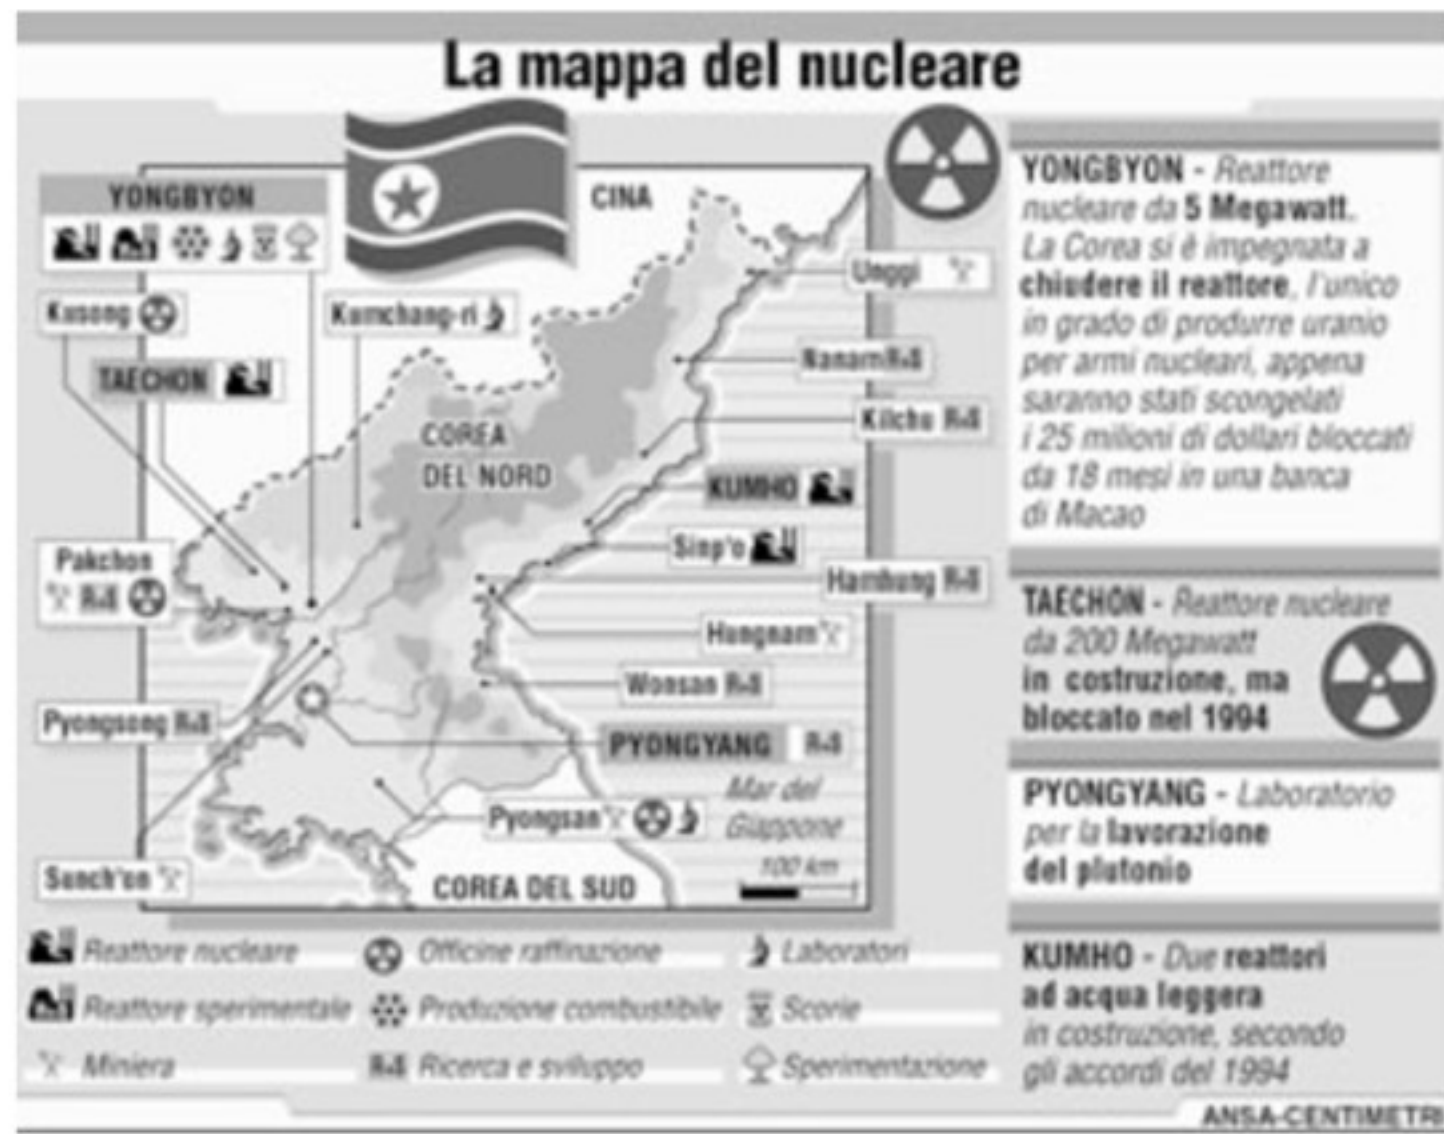 La mappa del nucleare
CINA
YONGBYON
Kusong
Kumchang-ri
TAECHON
Unggi
Nanam R&S
Kilchu R&S
COREA
DEL NORD
KUMHO
Sinp'o
Pakchon
R&S
Hamhung R&S
Hungnam
Wonsan R&S
Pyongsong R&S
PYONGYANG R&S
Mar del
Giappone
Pyongsan
100 km
Sunch'on
COREA DEL SUD
Reattore nucleare
Officine raffinazione
Laboratori
Reattore sperimentale
Produzione combustibile
Scorie
Miniera
R&S Ricerca e sviluppo
Sperimentazione
YONGBYON - Reattore
nucleare da 5 Megawatt.
La Corea si è impegnata a
chiudere il reattore, l'unico
in grado di produrre uranio
per armi nucleari, appena
saranno stati scongelati
i 25 milioni di dollari bloccati
da 18 mesi in una banca
di Macao
TAECHON - Reattore nucleare
da 200 Megawatt
in costruzione, ma
bloccato nel 1994
PYONGYANG - Laboratorio
per la lavorazione
del plutonio
KUMHO - Due reattori
ad acqua leggera
in costruzione, secondo
gli accordi del 1994
ANSA-CENTIMETRI